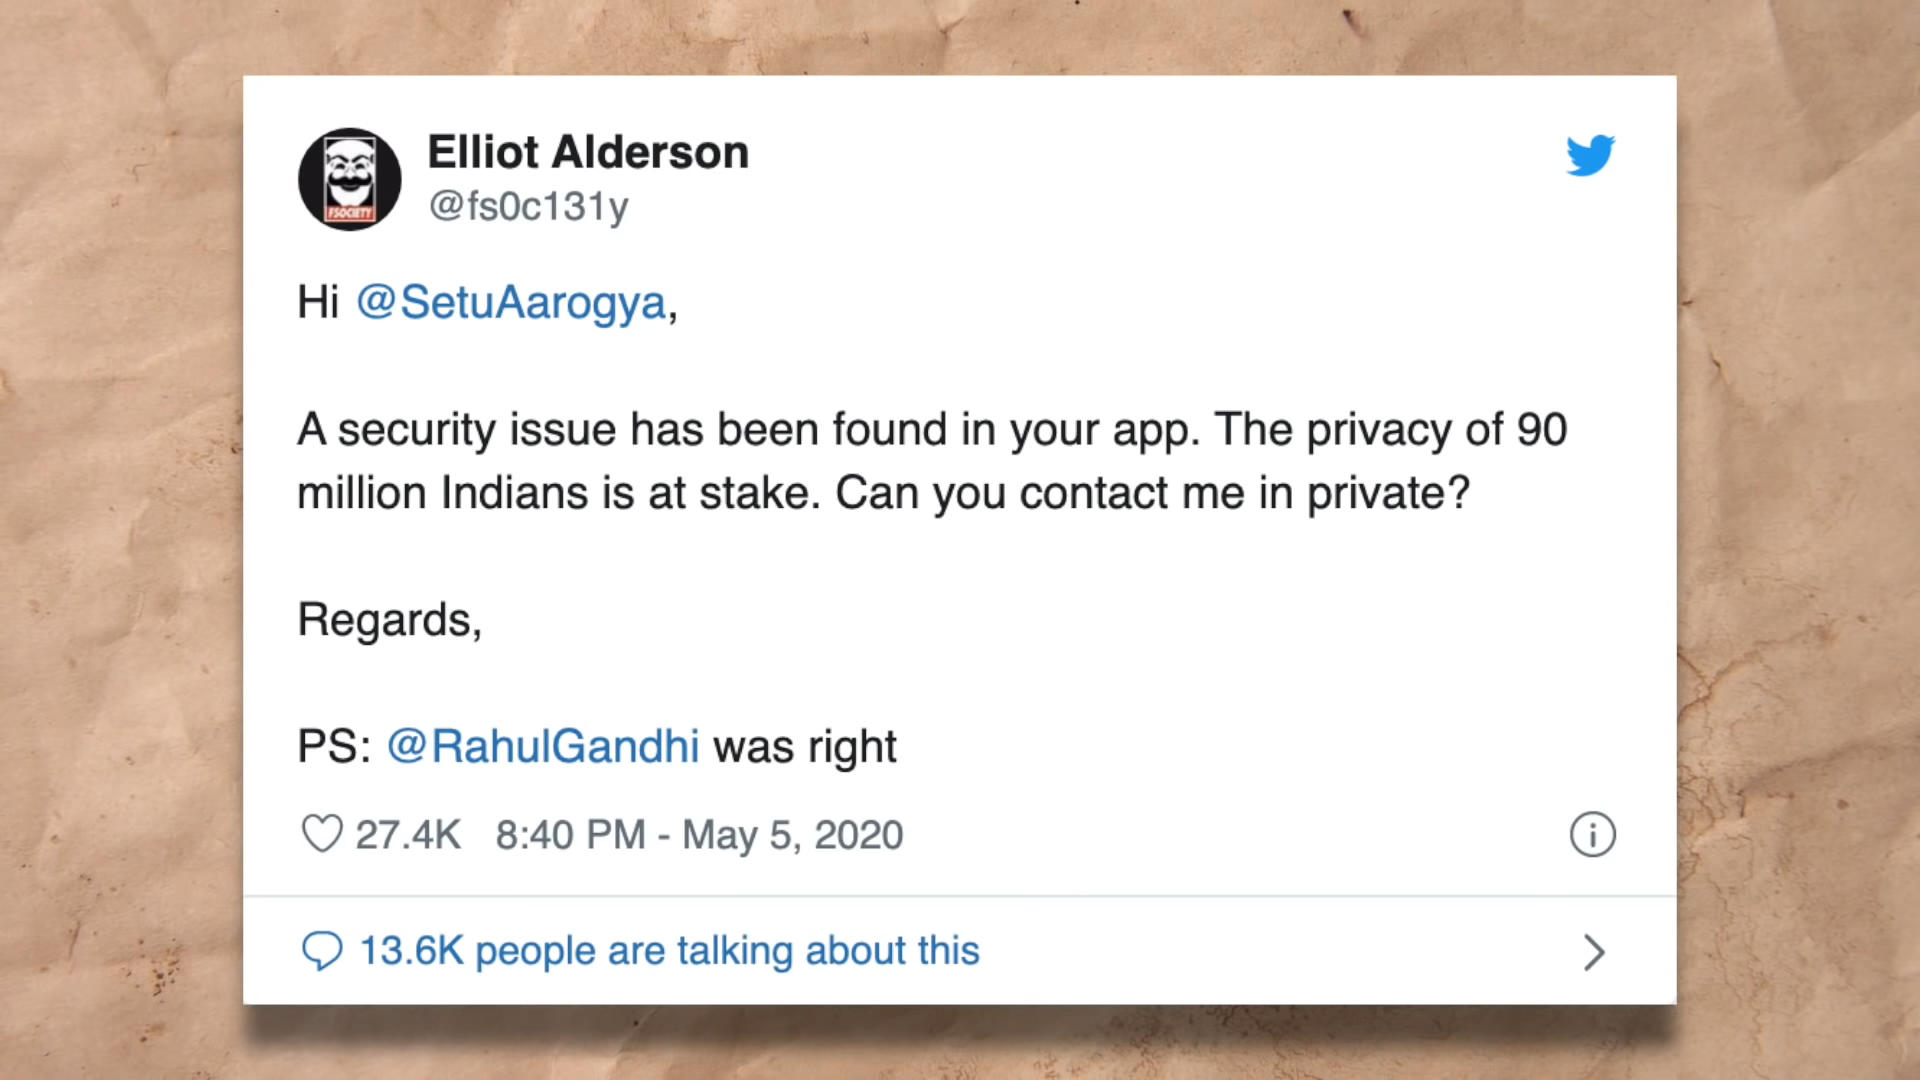 Elliot Alderson
@fs0c131y
FSOCIETY
Hi @SetuAarogya,
A security issue has been found in your app. The privacy of 90
million Indians is at stake. Can you contact me in private?
Regards,
PS: @RahulGandhi was right
27.4K 8:40 PM - May 5, 2020
13.6K people are talking about this